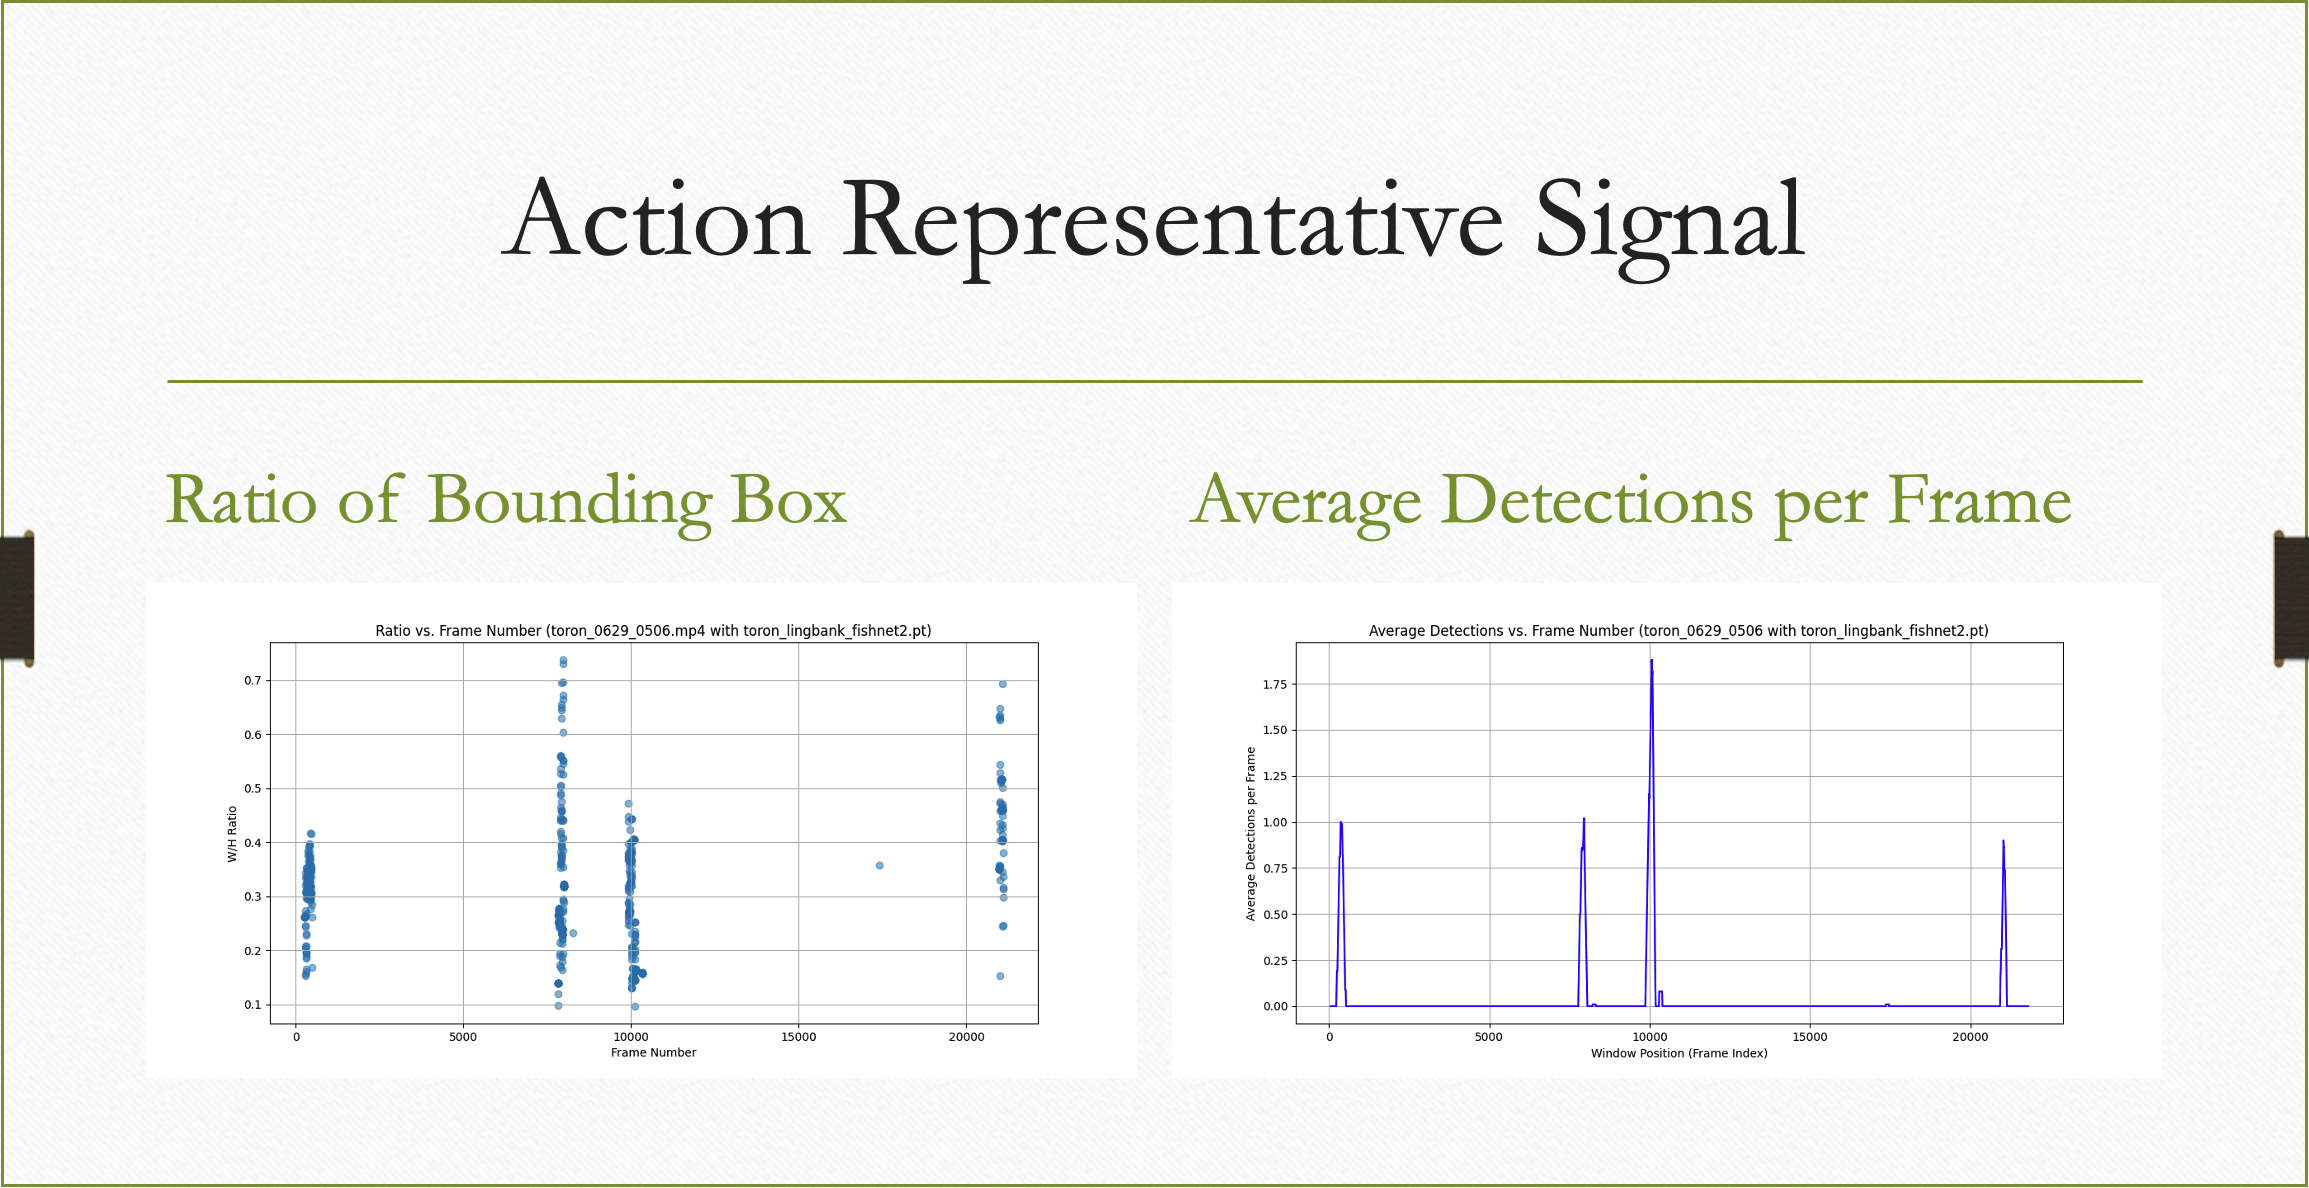 Action Representative Signal
Ratio of Bounding Box
Ratio vs. Frame Number (toron_0629_0506.mp4 with toron_lingbank_fishnet2.pt)
W/H Ratio
0.7
0.6
0.5
0.4
0.3
0.2
0.1
0 5000 10000 15000 20000
Frame Number
Average Detections per Frame
Average Detections vs. Frame Number (toron_0629_0506 with toron_lingbank_fishnet2.pt)
Average Detections per Frame
1.75
1.50
1.25
1.00
0.75
0.50
0.25
0.00
0 5000 10000 15000 20000
Window Position (Frame Index)